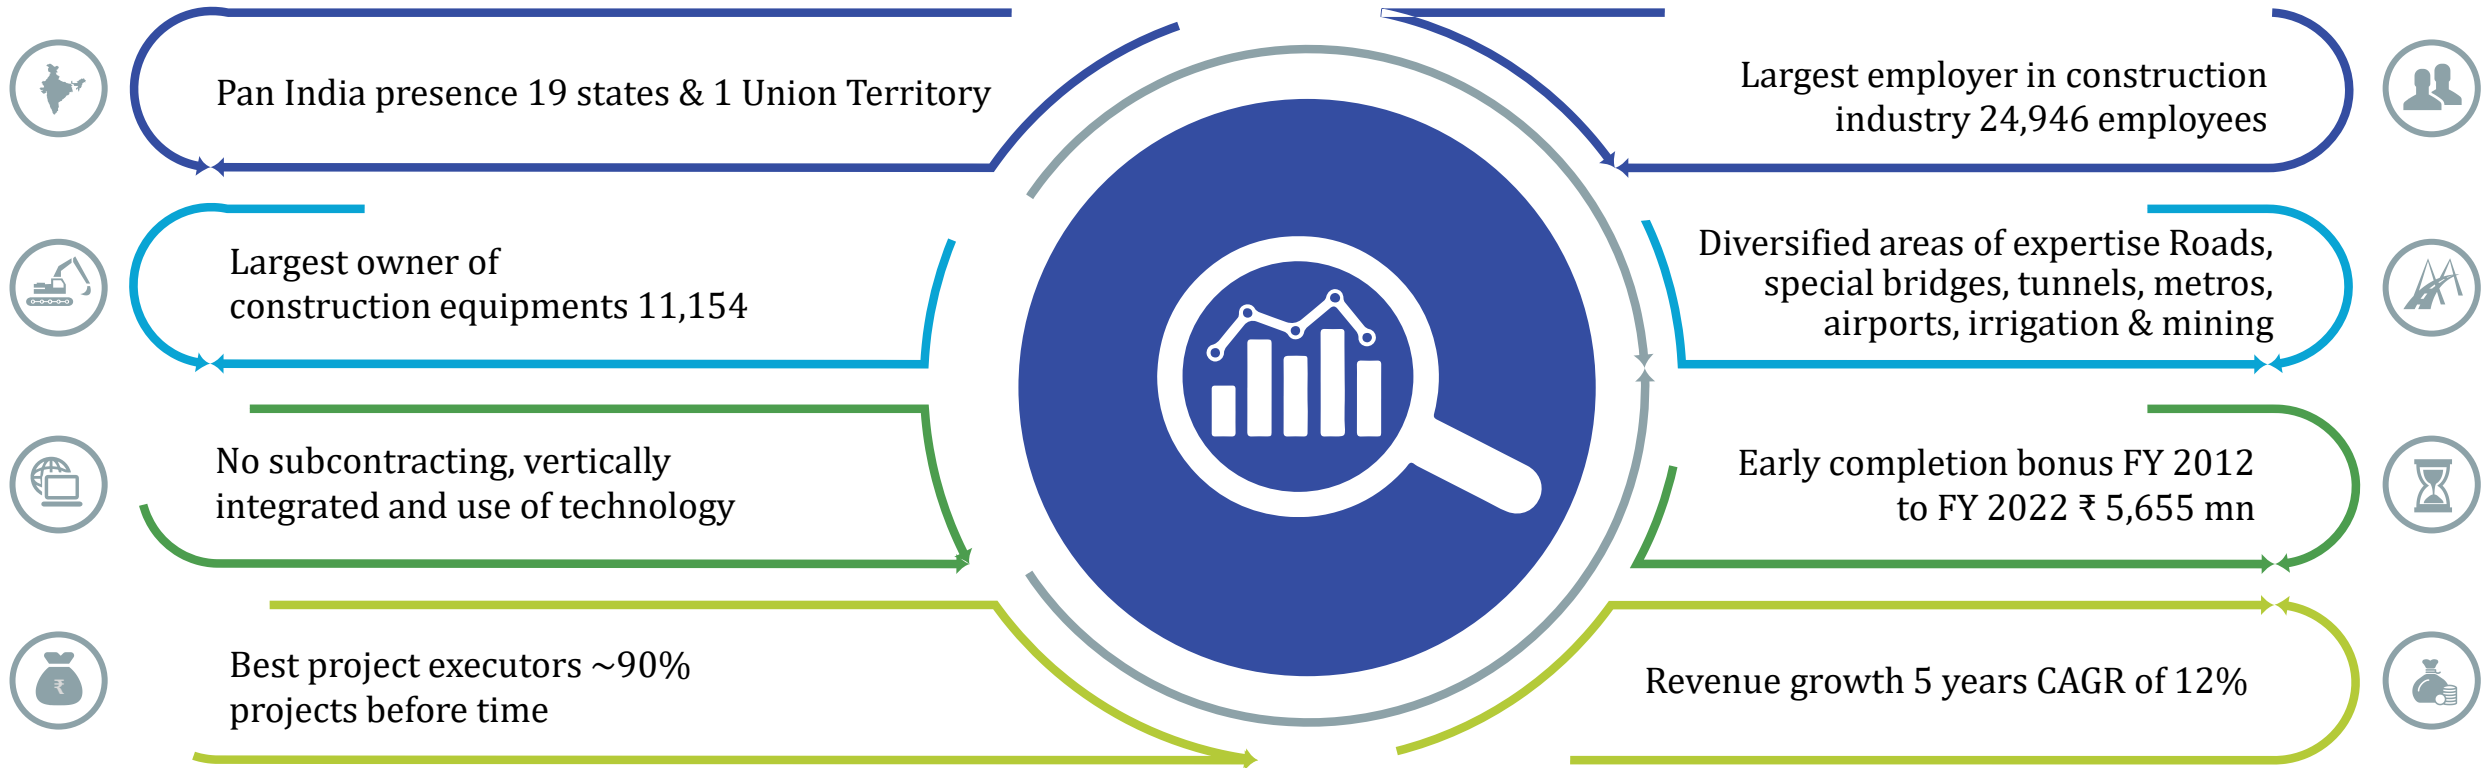 Pan India presence 19 states & 1 Union Territory
Largest employer in construction
industry 24,946 employees
Largest owner of
construction equipments 11,154
Diversified areas of expertise Roads,
special bridges, tunnels, metros,
airports, irrigation & mining
No subcontracting, vertically
integrated and use of technology
Early completion bonus FY 2012
to FY 2022 ₹ 5,655 mn
₹
Best project executors ~90%
projects before time
Revenue growth 5 years CAGR of 12%